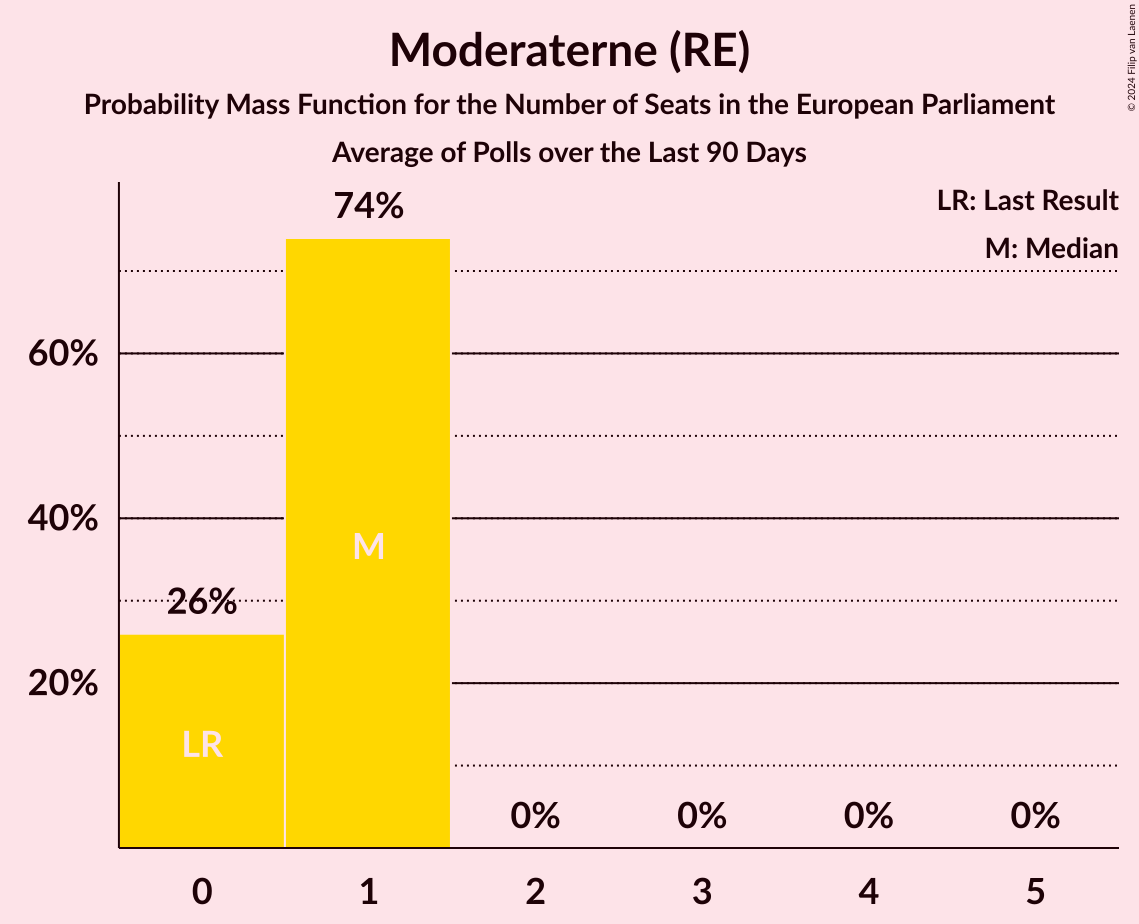 Moderaterne (RE)
Probability Mass Function for the Number of Seats in the European Parliament
Average of Polls over the Last 90 Days
© 2024 Filip van Laenen
LR: Last Result
M: Median
74%
60%
40%
M
26%
20%
LR
0% 0% 0% 0%
0 1 2 3 4 5